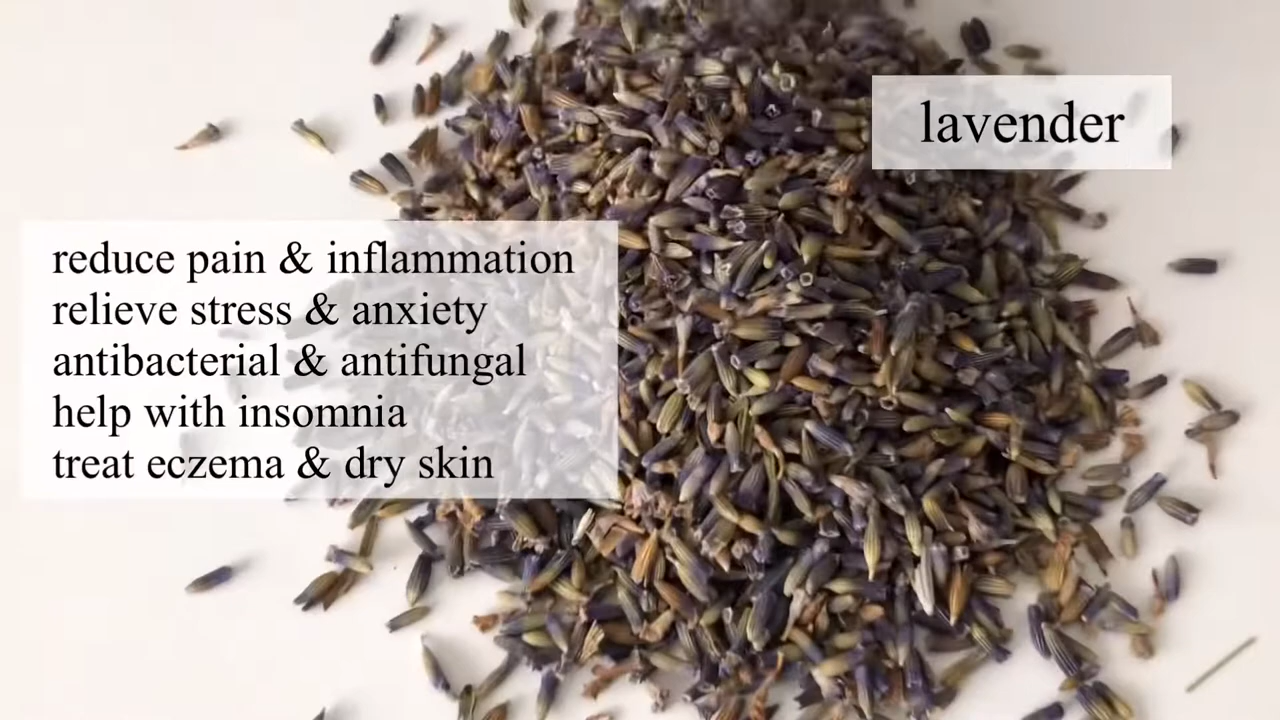 lavender
reduce pain & inflammation
relieve stress & anxiety
antibacterial & antifungal
help with insomnia
treat eczema & dry skin